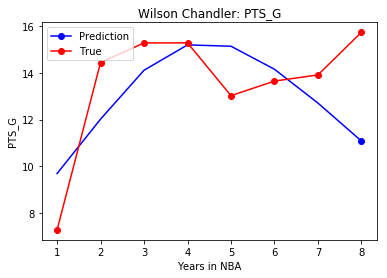 Wilson Chandler: PTS_G
Prediction
True
PTS_G
16
14
12
10
8
1 2 3 4 5 6 7 8
Years in NBA